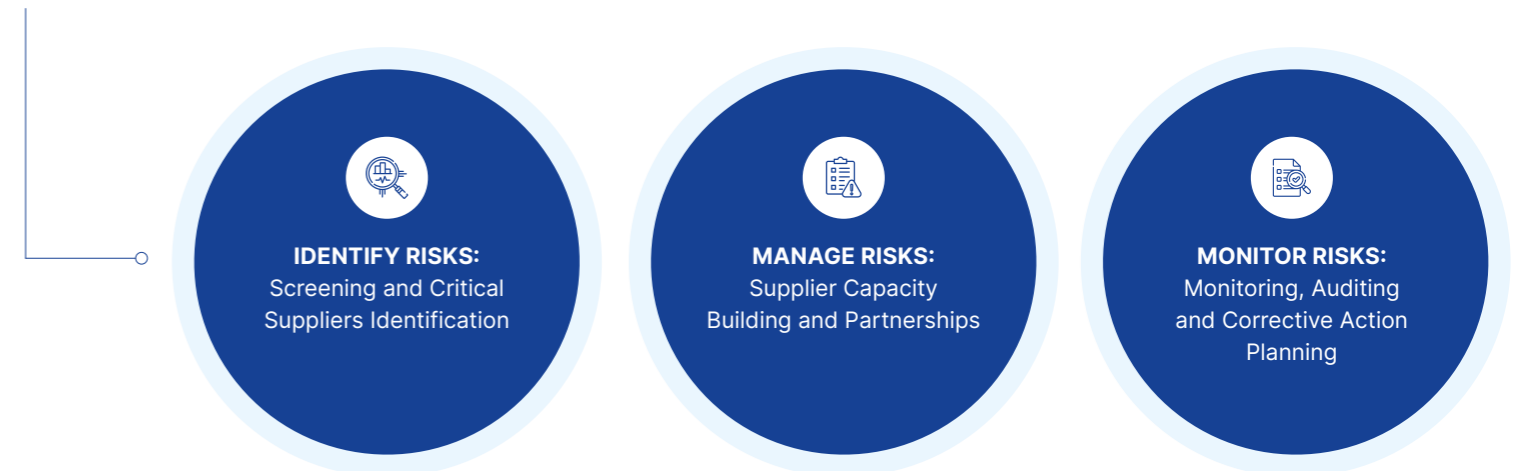 IDENTIFY RISKS:
Screening and Critical
Suppliers Identification
MANAGE RISKS:
Supplier Capacity
Building and Partnerships
MONITOR RISKS:
Monitoring, Auditing
and Corrective Action
Planning